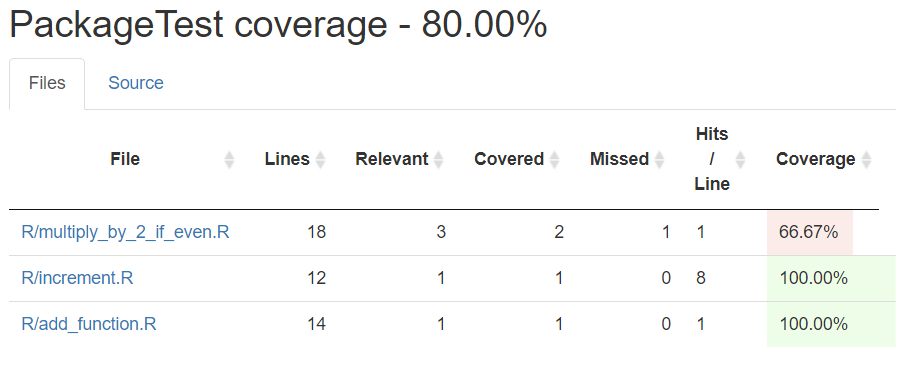 PackageTest coverage - 80.00%
Files Source
File Lines Relevant Covered Missed Hits / Line Coverage
R/multiply_by_2_if_even.R 18 3 2 1 1 66.67%
R/increment.R 12 1 1 0 8 100.00%
R/add_function.R 14 1 1 0 1 100.00%